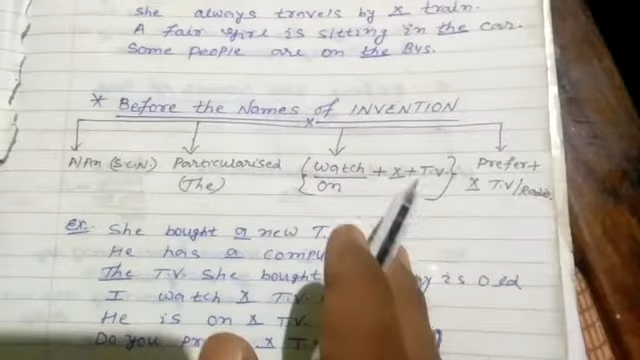 She always travels by x train.
A fair girl is sitting in the car.
Some people are on the Bus.
* Before the Names of INVENTION
A/An (S.C.N.) Particularised {Watch + x + T.V.} Prefer +
(The) on x T.V/Radio.
ex. She bought a new T.
He has a compu
The T.V. She bought is old
I watch x T.V.
He is on x T.V.
Do you x T.